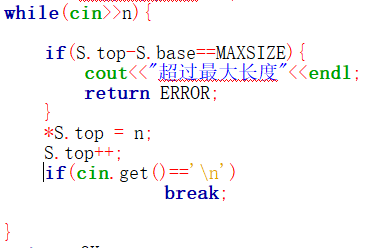 while(cin>>n){
if(S.top-S.base==MAXSIZE){
cout<<"超过最大长度"<<endl;
return ERROR;
}
*S.top = n;
S.top++;
if(cin.get()=='\n')
break;
}